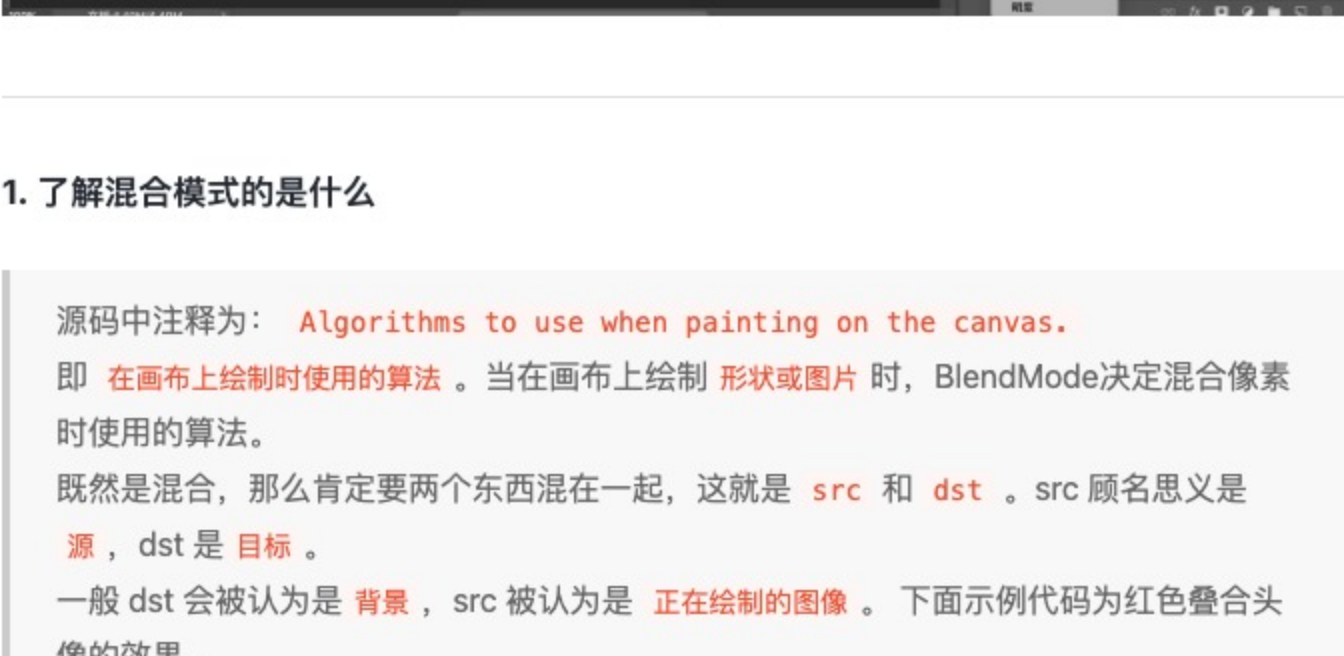 1. 了解混合模式的是什么
源码中注释为： Algorithms to use when painting on the canvas.
即 在画布上绘制时使用的算法 。当在画布上绘制 形状或图片 时，BlendMode决定混合像素
时使用的算法。
既然是混合，那么肯定要两个东西混在一起，这就是 src 和 dst 。src 顾名思义是
源 ，dst 是 目标 。
一般 dst 会被认为是 背景 ，src 被认为是 正在绘制的图像 。 下面示例代码为红色叠合头
像的效果